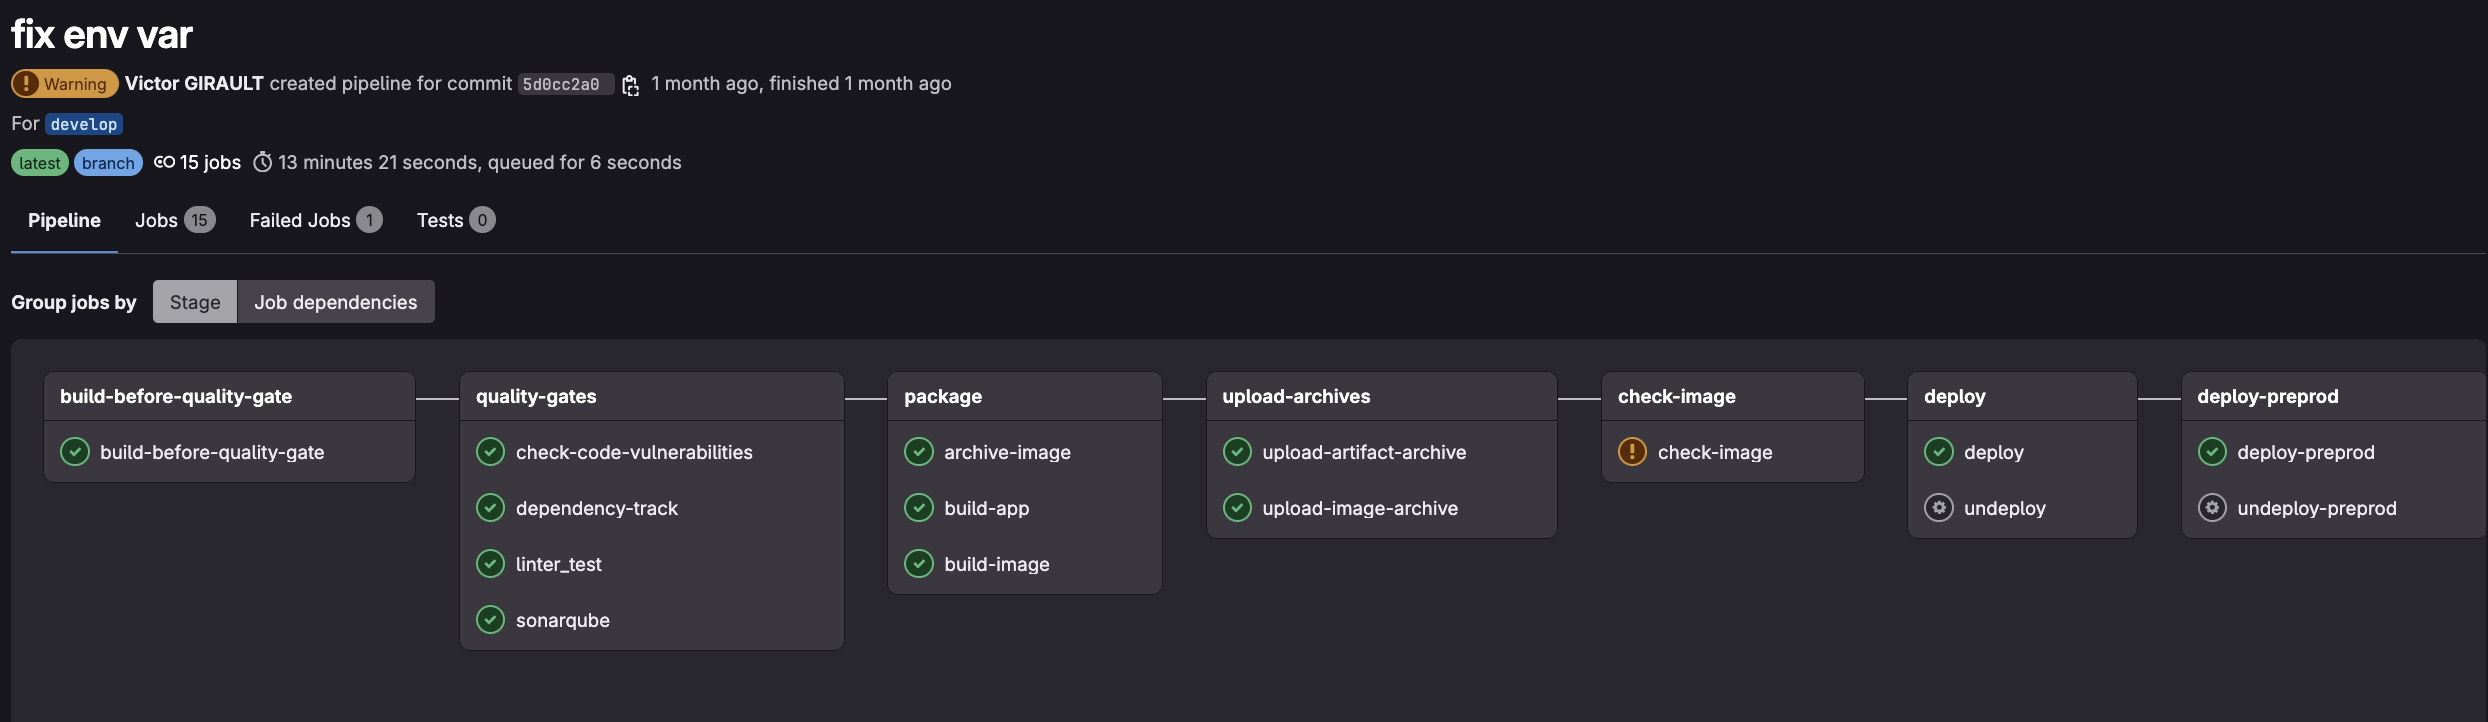 fix env var
Warning Victor GIRAULT created pipeline for commit 5d0cc2a0 1 month ago, finished 1 month ago
For develop
latest branch 15 jobs 13 minutes 21 seconds, queued for 6 seconds
Pipeline Jobs 15 Failed Jobs 1 Tests 0
Group jobs by Stage Job dependencies
build-before-quality-gate
build-before-quality-gate
quality-gates
check-code-vulnerabilities
dependency-track
linter_test
sonarqube
package
archive-image
build-app
build-image
upload-archives
upload-artifact-archive
upload-image-archive
check-image
check-image
deploy
deploy
undeploy
deploy-preprod
deploy-preprod
undeploy-preprod